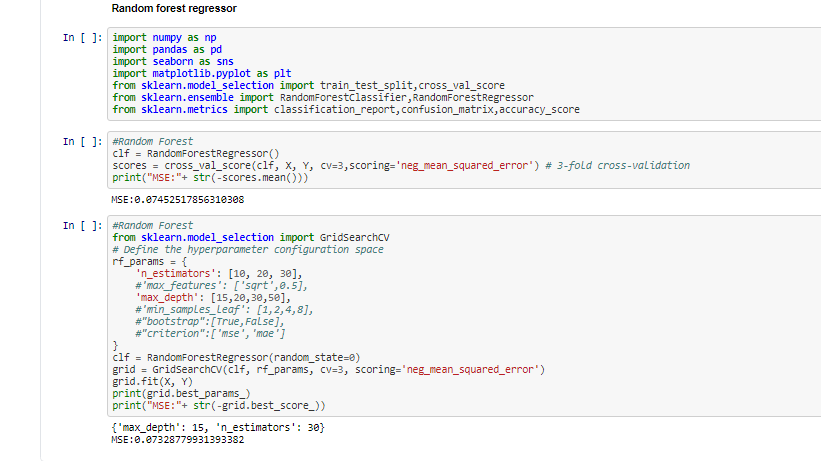 Random forest regressor
In [ ]: import numpy as np
import pandas as pd
import seaborn as sns
import matplotlib.pyplot as plt
from sklearn.model_selection import train_test_split,cross_val_score
from sklearn.ensemble import RandomForestClassifier,RandomForestRegressor
from sklearn.metrics import classification_report,confusion_matrix,accuracy_score
In [ ]: #Random Forest
clf = RandomForestRegressor()
scores = cross_val_score(clf, X, Y, cv=3,scoring='neg_mean_squared_error') # 3-fold cross-validation
print("MSE:"+ str(-scores.mean()))
MSE:0.07452517856310308
In [ ]: #Random Forest
from sklearn.model_selection import GridSearchCV
# Define the hyperparameter configuration space
rf_params = {
    'n_estimators': [10, 20, 30],
    #'max_features': ['sqrt',0.5],
    'max_depth': [15,20,30,50],
    #'min_samples_leaf': [1,2,4,8],
    #"bootstrap":[True,False],
    #"criterion":['mse','mae']
}
clf = RandomForestRegressor(random_state=0)
grid = GridSearchCV(clf, rf_params, cv=3, scoring='neg_mean_squared_error')
grid.fit(X, Y)
print(grid.best_params_)
print("MSE:"+ str(-grid.best_score_))
{'max_depth': 15, 'n_estimators': 30}
MSE:0.07328779931393382